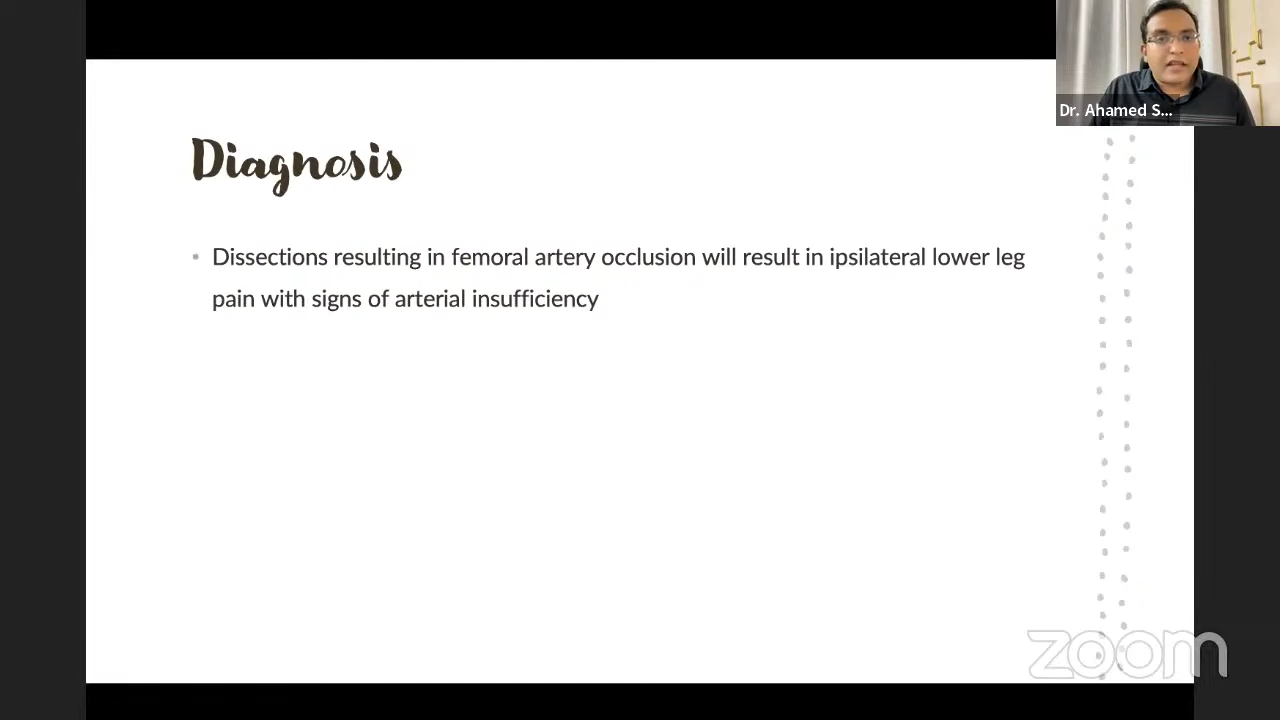 Dr. Ahamed S...
Diagnosis
Dissections resulting in femoral artery occlusion will result in ipsilateral lower leg
pain with signs of arterial insufficiency
zoom